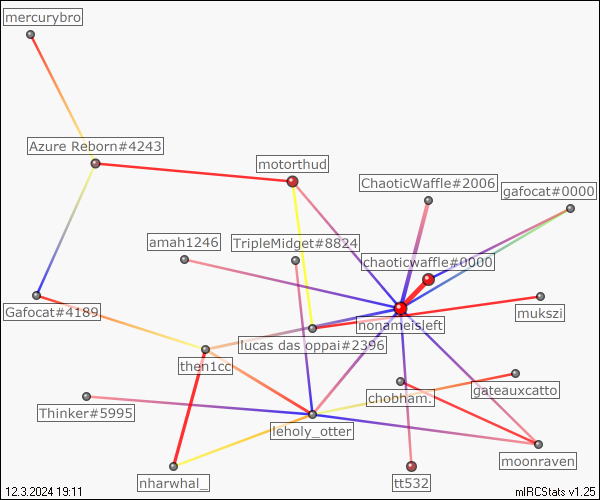 mercurybro
Azure Reborn#4243
motorthud
ChaoticWaffle#2006
gafocat#0000
amah1246
TripleMidget#8824
chaoticwaffle#0000
Gafocat#4189
mukszi
nonameisleft
lucas das oppai#2396
then1cc
gateauxcatto
chobham.
Thinker#5995
leholy_otter
moonraven
nharwhal_
tt532
12.3.2024 19:11
mIRCStats v1.25